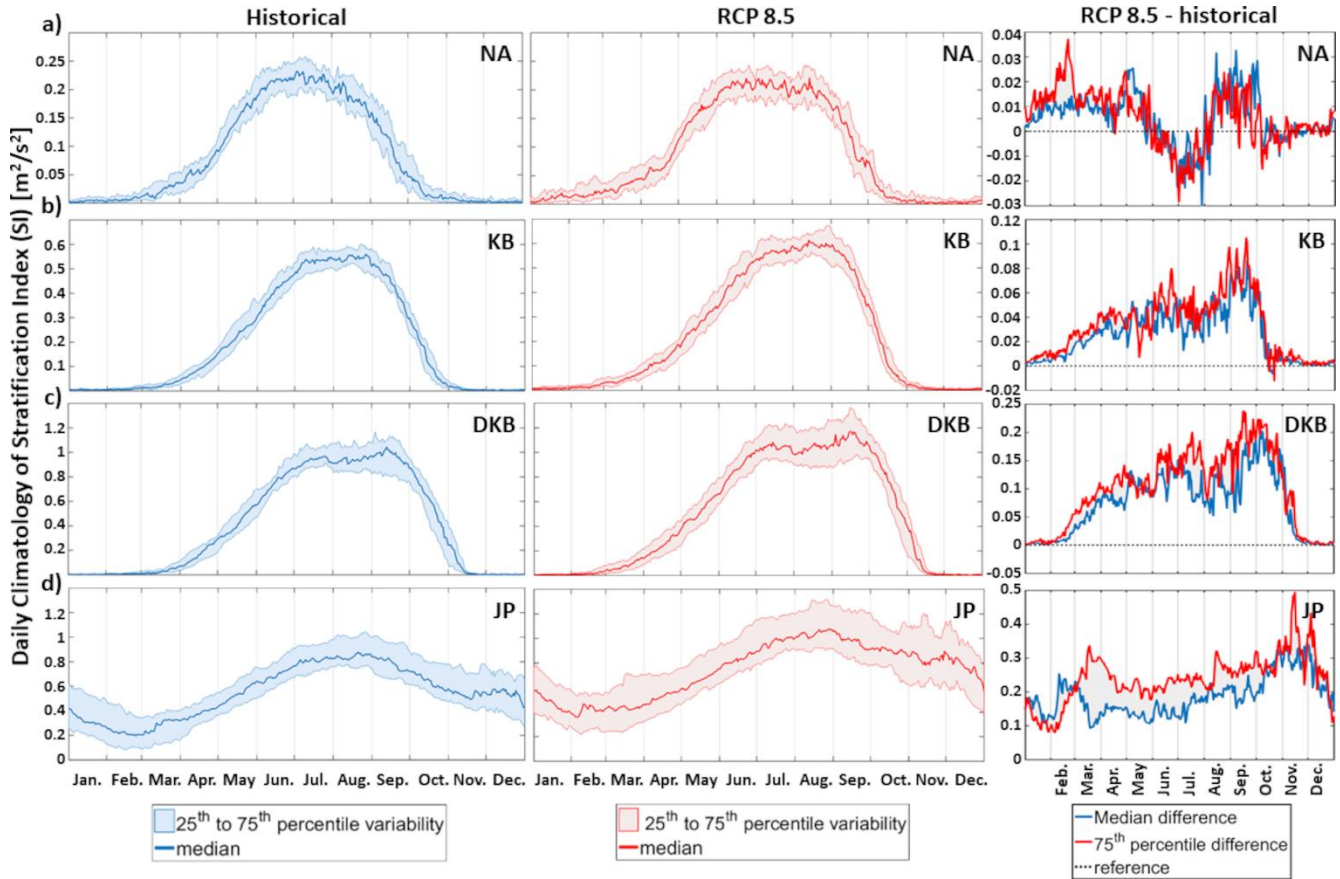 Historical
RCP 8.5
RCP 8.5 - historical
Daily Climatology of Stratification Index (SI) [m²/s²]
a)
NA
0.25
0.2
0.15
0.1
0.05
NA
NA
0.04
0.03
0.02
0.01
0
-0.01
-0.02
-0.03
b)
KB
0.6
0.5
0.4
0.3
0.2
0.1
KB
KB
0.12
0.1
0.08
0.06
0.04
0.02
0
-0.02
c)
DKB
1.2
1
0.8
0.6
0.4
0.2
DKB
DKB
0.25
0.2
0.15
0.1
0.05
0
-0.05
d)
JP
1.4
1.2
1
0.8
0.6
0.4
0.2
0
JP
JP
0.5
0.4
0.3
0.2
0.1
0
Jan. Feb. Mar. Apr. May Jun. Jul. Aug. Sep. Oct. Nov. Dec.
Jan. Feb. Mar. Apr. May Jun. Jul. Aug. Sep. Oct. Nov. Dec.
Feb. Mar. Apr. May Jun. Jul. Aug. Sep. Oct. Nov. Dec.
25th to 75th percentile variability
median
25th to 75th percentile variability
median
Median difference
75th percentile difference
reference